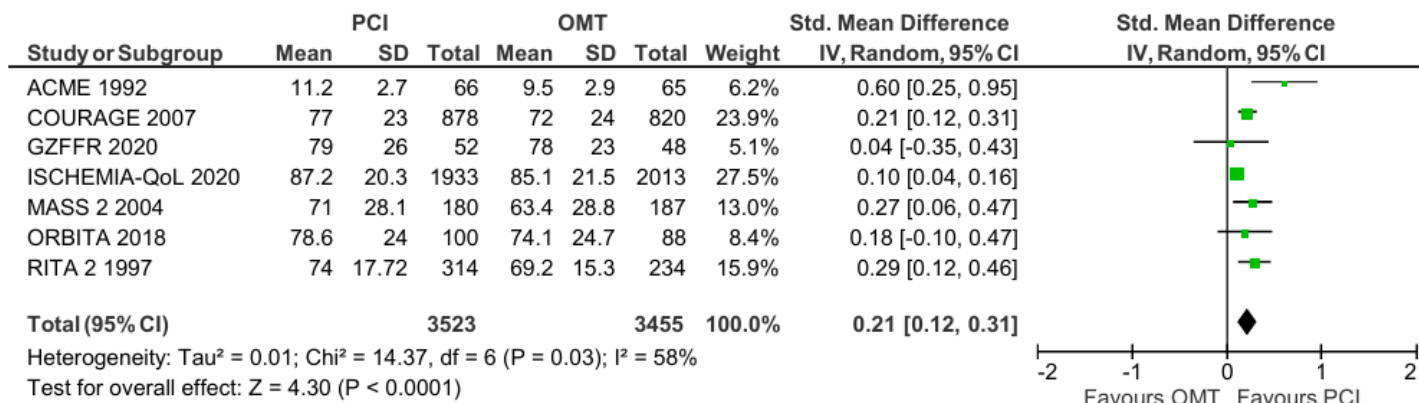 PCI OMT Std. Mean Difference Std. Mean Difference
Study or Subgroup Mean SD Total Mean SD Total Weight IV, Random, 95% CI IV, Random, 95% CI
ACME 1992 11.2 2.7 66 9.5 2.9 65 6.2% 0.60 [0.25, 0.95]
COURAGE 2007 77 23 878 72 24 820 23.9% 0.21 [0.12, 0.31]
GZFFR 2020 79 26 52 78 23 48 5.1% 0.04 [-0.35, 0.43]
ISCHEMIA-QoL 2020 87.2 20.3 1933 85.1 21.5 2013 27.5% 0.10 [0.04, 0.16]
MASS 2 2004 71 28.1 180 63.4 28.8 187 13.0% 0.27 [0.06, 0.47]
ORBITA 2018 78.6 24 100 74.1 24.7 88 8.4% 0.18 [-0.10, 0.47]
RITA 2 1997 74 17.72 314 69.2 15.3 234 15.9% 0.29 [0.12, 0.46]
Total (95% CI) 3523 3455 100.0% 0.21 [0.12, 0.31]
Heterogeneity: Tau² = 0.01; Chi² = 14.37, df = 6 (P = 0.03); I² = 58%
Test for overall effect: Z = 4.30 (P < 0.0001)
-2 -1 0 1 2
Favours OMT Favours PCI